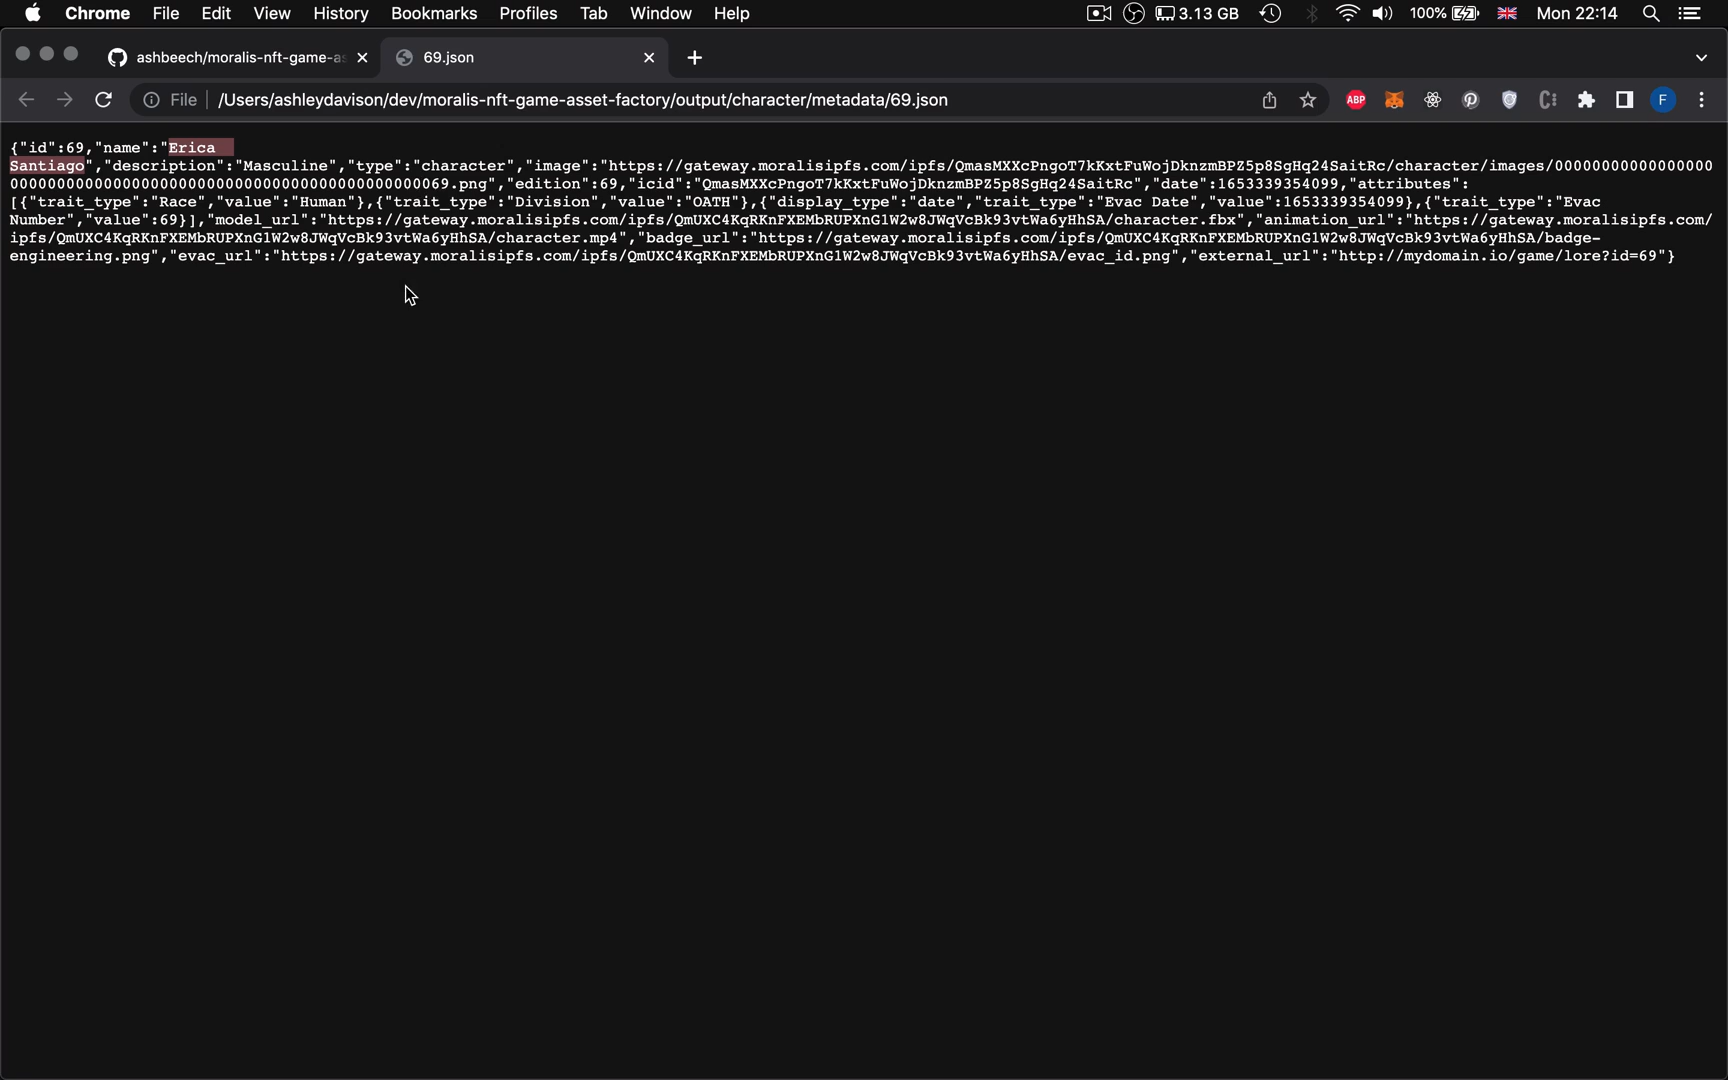 Chrome File Edit View History Bookmarks Profiles Tab Window Help 3.13 GB 100% Mon 22:14
ashbeech/moralis-nft-game-as 69.json
File /Users/ashleydavison/dev/moralis-nft-game-asset-factory/output/character/metadata/69.json ABP F
{"id":69,"name":"Erica
Santiago","description":"Masculine","type":"character","image":"https://gateway.moralisipfs.com/ipfs/QmasMXXcPngoT7kKxtFuWojDknzmBPZ5p8SgHq24SaitRc/character/images/00000000000000000
00000000000000000000000000000000000000000000069.png","edition":69,"icid":"QmasMXXcPngoT7kKxtFuWojDknzmBPZ5p8SgHq24SaitRc","date":1653339354099,"attributes":
[{"trait_type":"Race","value":"Human"},{"trait_type":"Division","value":"OATH"},{"display_type":"date","trait_type":"Evac Date","value":1653339354099},{"trait_type":"Evac
Number","value":69}],"model_url":"https://gateway.moralisipfs.com/ipfs/QmUXC4KqRKnFXEMbRUPXnG1W2w8JWqVcBk93vtWa6yHhSA/character.fbx","animation_url":"https://gateway.moralisipfs.com/
ipfs/QmUXC4KqRKnFXEMbRUPXnG1W2w8JWqVcBk93vtWa6yHhSA/character.mp4","badge_url":"https://gateway.moralisipfs.com/ipfs/QmUXC4KqRKnFXEMbRUPXnG1W2w8JWqVcBk93vtWa6yHhSA/badge-
engineering.png","evac_url":"https://gateway.moralisipfs.com/ipfs/QmUXC4KqRKnFXEMbRUPXnG1W2w8JWqVcBk93vtWa6yHhSA/evac_id.png","external_url":"http://mydomain.io/game/lore?id=69"}